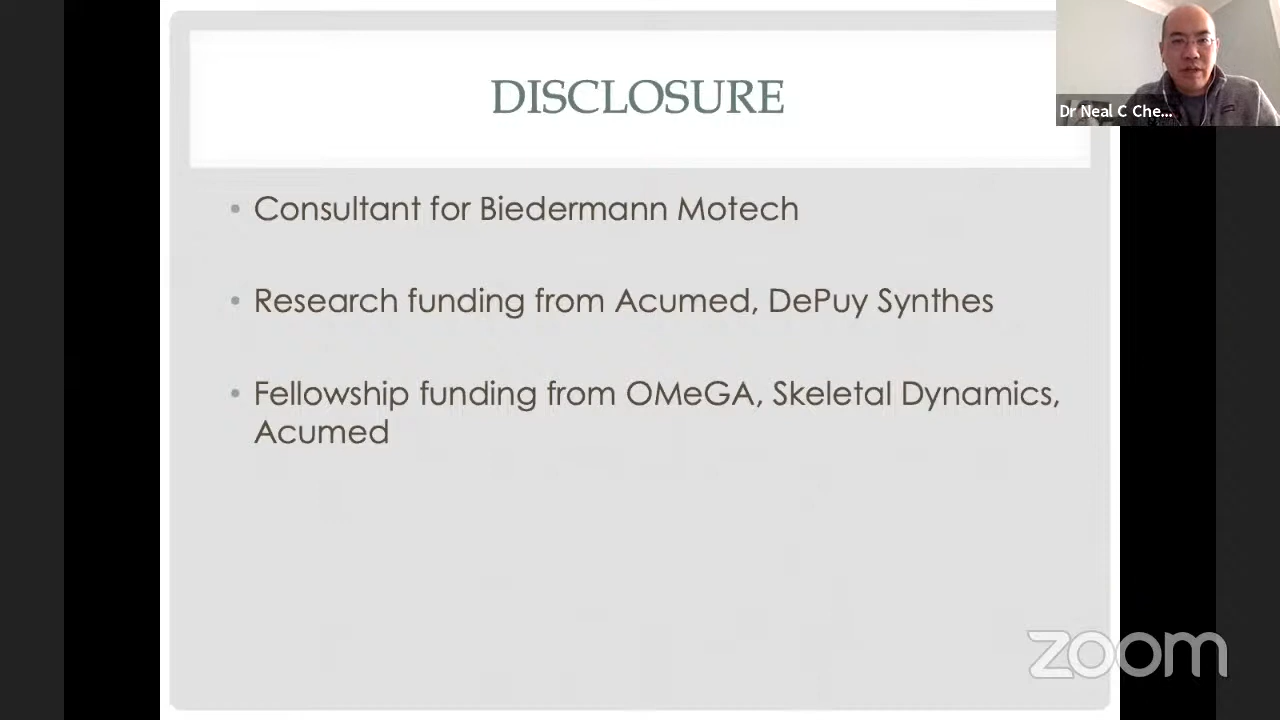 DISCLOSURE
Dr Neal C Che...
• Consultant for Biedermann Motech
• Research funding from Acumed, DePuy Synthes
• Fellowship funding from OMeGA, Skeletal Dynamics,
Acumed
zoom